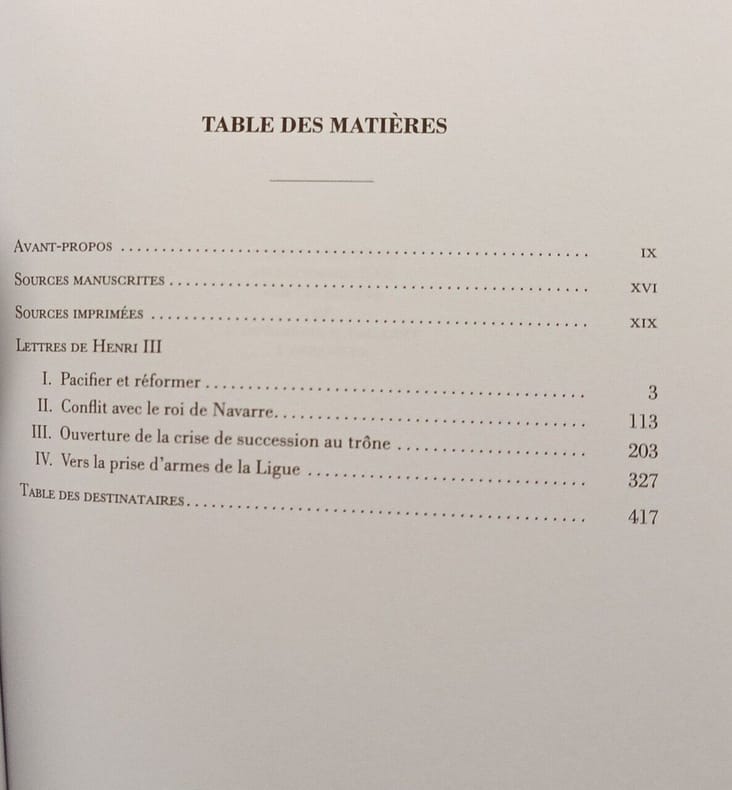 TABLE DES MATIÈRES
AVANT-PROPOS ........................................................ IX
SOURCES MANUSCRITES ................................................ XVI
SOURCES IMPRIMÉES .................................................. XIX
LETTRES DE HENRI III
I. Pacifier et réformer ............................................ 3
II. Conflit avec le roi de Navarre.................................. 113
III. Ouverture de la crise de succession au trône .................. 203
IV. Vers la prise d'armes de la Ligue .............................. 327
TABLE DES DESTINATAIRES............................................. 417